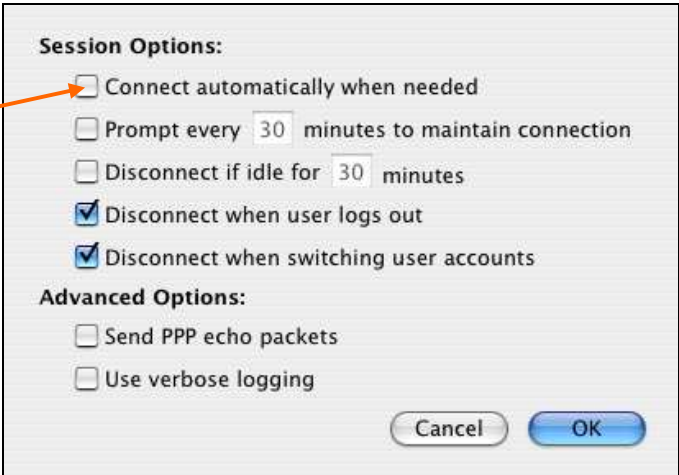 Session Options:
Connect automatically when needed
Prompt every 30 minutes to maintain connection
Disconnect if idle for 30 minutes
Disconnect when user logs out
Disconnect when switching user accounts
Advanced Options:
Send PPP echo packets
Use verbose logging
Cancel OK